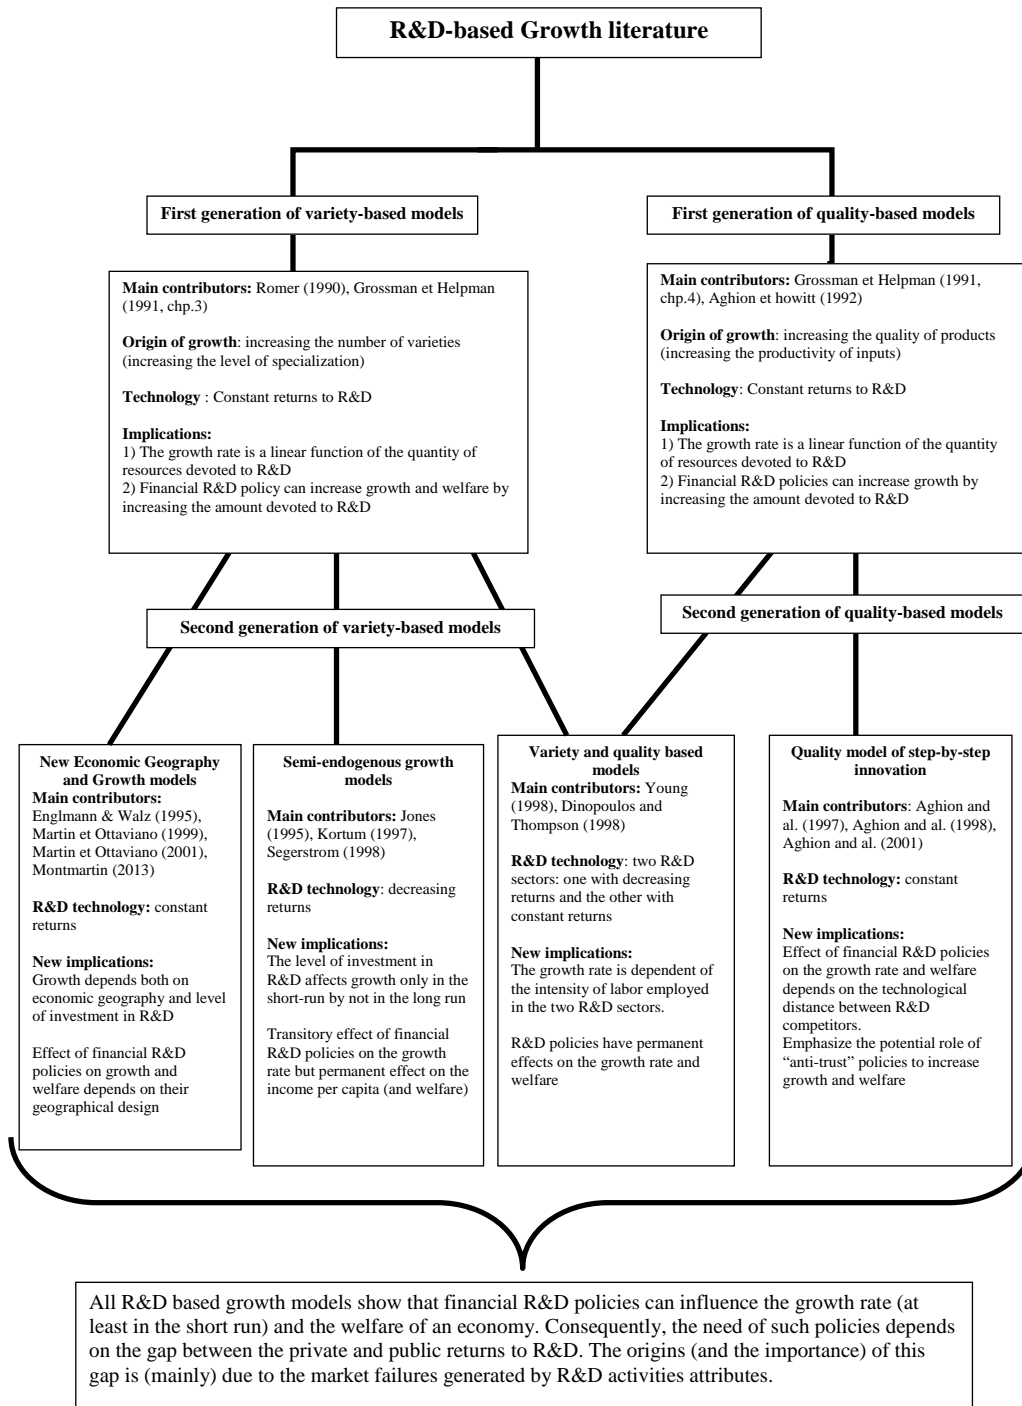 R&D-based Growth literature
First generation of variety-based models
First generation of quality-based models
Main contributors: Romer (1990), Grossman et Helpman
(1991, chp.3)
Origin of growth: increasing the number of varieties
(increasing the level of specialization)
Technology : Constant returns to R&D
Implications:
1) The growth rate is a linear function of the quantity of
resources devoted to R&D
2) Financial R&D policy can increase growth and welfare by
increasing the amount devoted to R&D
Main contributors: Grossman et Helpman (1991,
chp.4), Aghion et howitt (1992)
Origin of growth: increasing the quality of products
(increasing the productivity of inputs)
Technology: Constant returns to R&D
Implications:
1) The growth rate is a linear function of the quantity
of resources devoted to R&D
2) Financial R&D policies can increase growth by
increasing the amount devoted to R&D
Second generation of variety-based models
Second generation of quality-based models
New Economic Geography
and Growth models
Main contributors:
Englmann & Walz (1995),
Martin et Ottaviano (1999),
Martin et Ottaviano (2001),
Montmartin (2013)
R&D technology: constant
returns
New implications:
Growth depends both on
economic geography and level
of investment in R&D
Effect of financial R&D
policies on growth and
welfare depends on their
geographical design
Semi-endogenous growth
models
Main contributors: Jones
(1995), Kortum (1997),
Segerstrom (1998)
R&D technology: decreasing
returns
New implications:
The level of investment in
R&D affects growth only in the
short-run by not in the long run
Transitory effect of financial
R&D policies on the growth
rate but permanent effect on the
income per capita (and welfare)
Variety and quality based
models
Main contributors: Young
(1998), Dinopoulos and
Thompson (1998)
R&D technology: two R&D
sectors: one with decreasing
returns and the other with
constant returns
New implications:
The growth rate is dependent of
the intensity of labor employed
in the two R&D sectors.
R&D policies have permanent
effects on the growth rate and
welfare
Quality model of step-by-step
innovation
Main contributors: Aghion and
al. (1997), Aghion and al. (1998),
Aghion and al. (2001)
R&D technology: constant
returns
New implications:
Effect of financial R&D policies
on the growth rate and welfare
depends on the technological
distance between R&D
competitors.
Emphasize the potential role of
“anti-trust” policies to increase
growth and welfare
All R&D based growth models show that financial R&D policies can influence the growth rate (at
least in the short run) and the welfare of an economy. Consequently, the need of such policies depends
on the gap between the private and public returns to R&D. The origins (and the importance) of this
gap is (mainly) due to the market failures generated by R&D activities attributes.